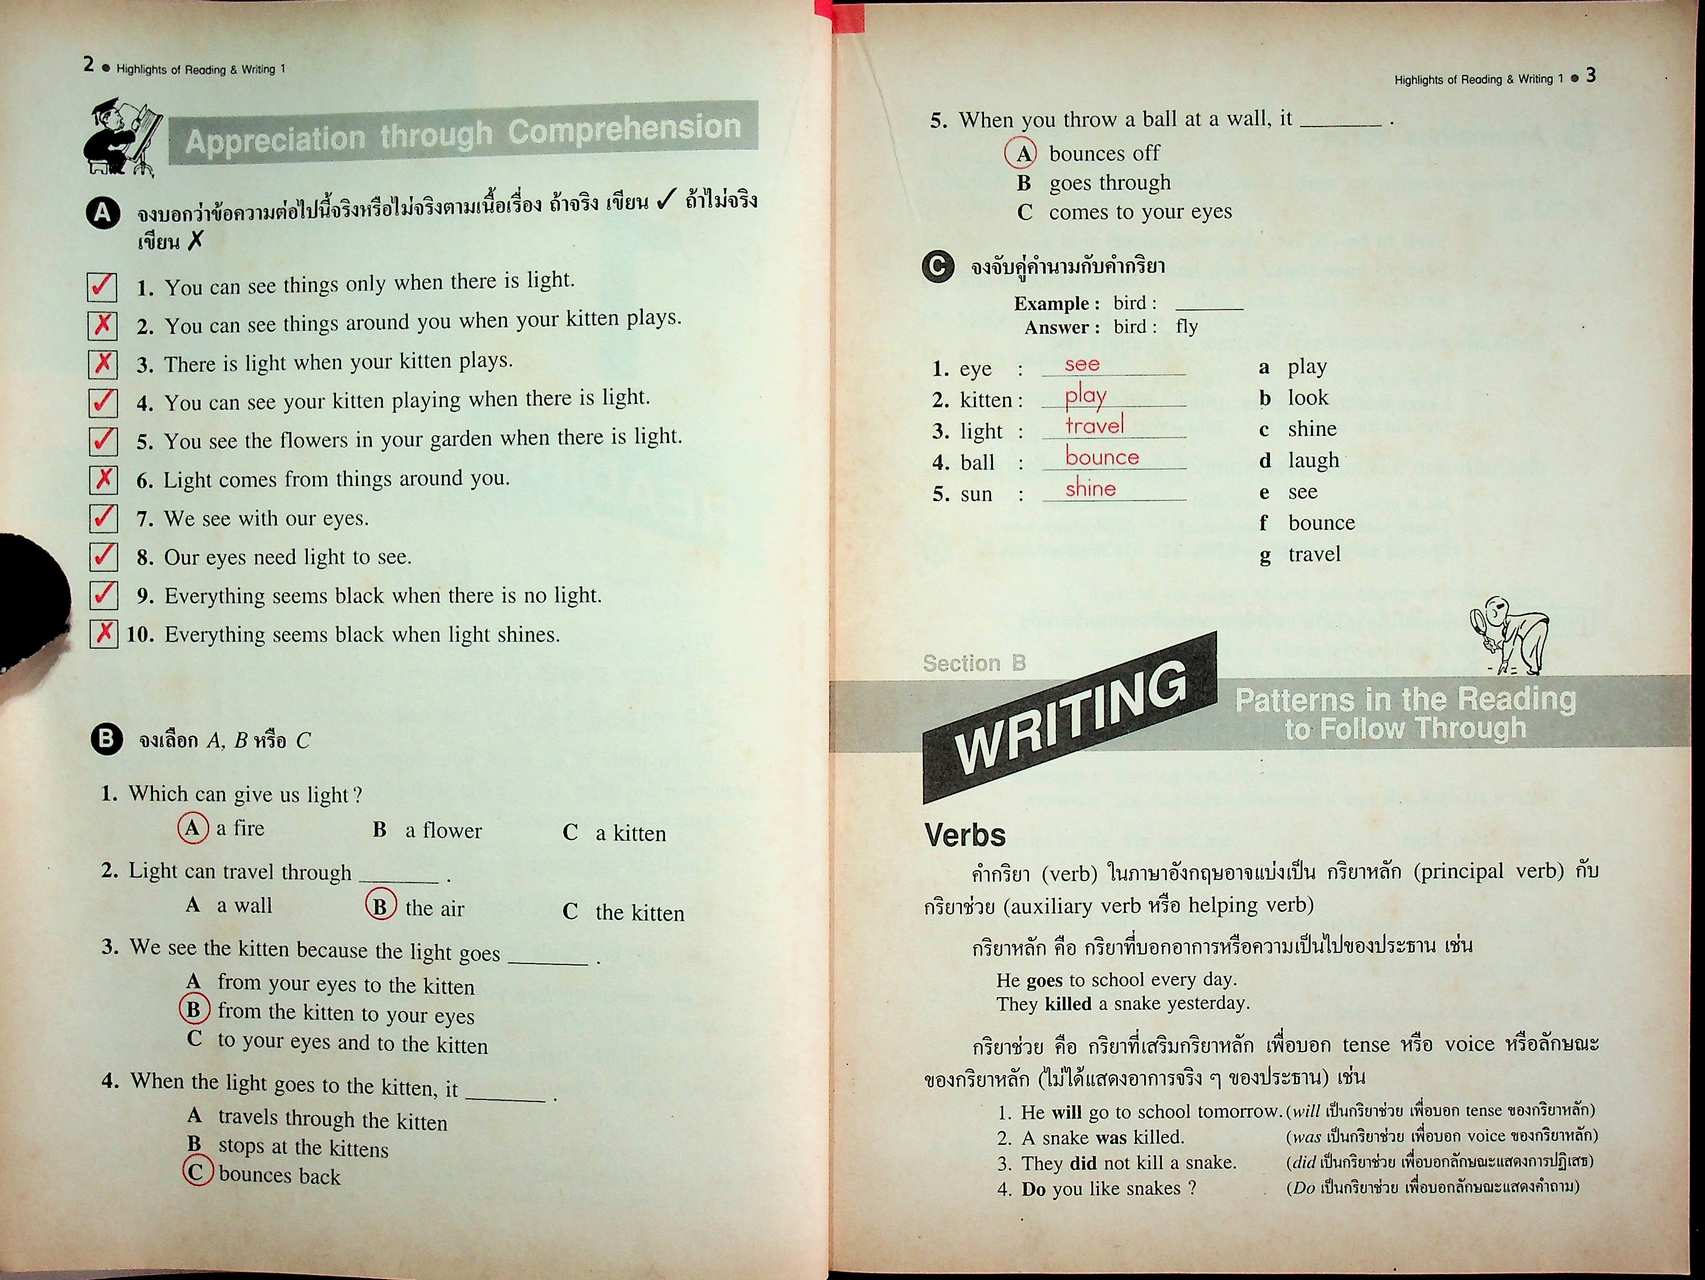 2 ● Highlights of Reading & Writing 1
Appreciation through Comprehension
A จงบอกว่าข้อความต่อไปนี้จริงหรือไม่จริงตามเนื้อเรื่อง ถ้าจริง เขียน ✓ ถ้าไม่จริง
เขียน ✗
✓ 1. You can see things only when there is light.
✗ 2. You can see things around you when your kitten plays.
✗ 3. There is light when your kitten plays.
✓ 4. You can see your kitten playing when there is light.
✓ 5. You see the flowers in your garden when there is light.
✗ 6. Light comes from things around you.
✓ 7. We see with our eyes.
✓ 8. Our eyes need light to see.
✓ 9. Everything seems black when there is no light.
✗ 10. Everything seems black when light shines.
B จงเลือก A, B หรือ C
1. Which can give us light?
A a fire B a flower C a kitten
2. Light can travel through ________ .
A a wall B the air C the kitten
3. We see the kitten because the light goes ________ .
A from your eyes to the kitten
B from the kitten to your eyes
C to your eyes and to the kitten
4. When the light goes to the kitten, it ________ .
A travels through the kitten
B stops at the kittens
C bounces back
Highlights of Reading & Writing 1 ● 3
5. When you throw a ball at a wall, it ________ .
A bounces off
B goes through
C comes to your eyes
C จงจับคู่คำนามกับคำกริยา
Example : bird : ________
Answer : bird : fly
1. eye : see a play
2. kitten : play b look
3. light : travel c shine
4. ball : bounce d laugh
5. sun : shine e see
f bounce
g travel
Section B
WRITING
Patterns in the Reading
to Follow Through
Verbs
คำกริยา (verb) ในภาษาอังกฤษอาจแบ่งเป็น กริยาหลัก (principal verb) กับ
กริยาช่วย (auxiliary verb หรือ helping verb)
กริยาหลัก คือ กริยาที่บอกอาการหรือความเป็นไปของประธาน เช่น
He goes to school every day.
They killed a snake yesterday.
กริยาช่วย คือ กริยาที่เสริมกริยาหลัก เพื่อบอก tense หรือ voice หรือลักษณะ
ของกริยาหลัก (ไม่ได้แสดงอาการจริง ๆ ของประธาน) เช่น
1. He will go to school tomorrow. (will เป็นกริยาช่วย เพื่อบอก tense ของกริยาหลัก)
2. A snake was killed. (was เป็นกริยาช่วย เพื่อบอก voice ของกริยาหลัก)
3. They did not kill a snake. (did เป็นกริยาช่วย เพื่อบอกลักษณะแสดงการปฏิเสธ)
4. Do you like snakes ? (Do เป็นกริยาช่วย เพื่อบอกลักษณะแสดงคำถาม)